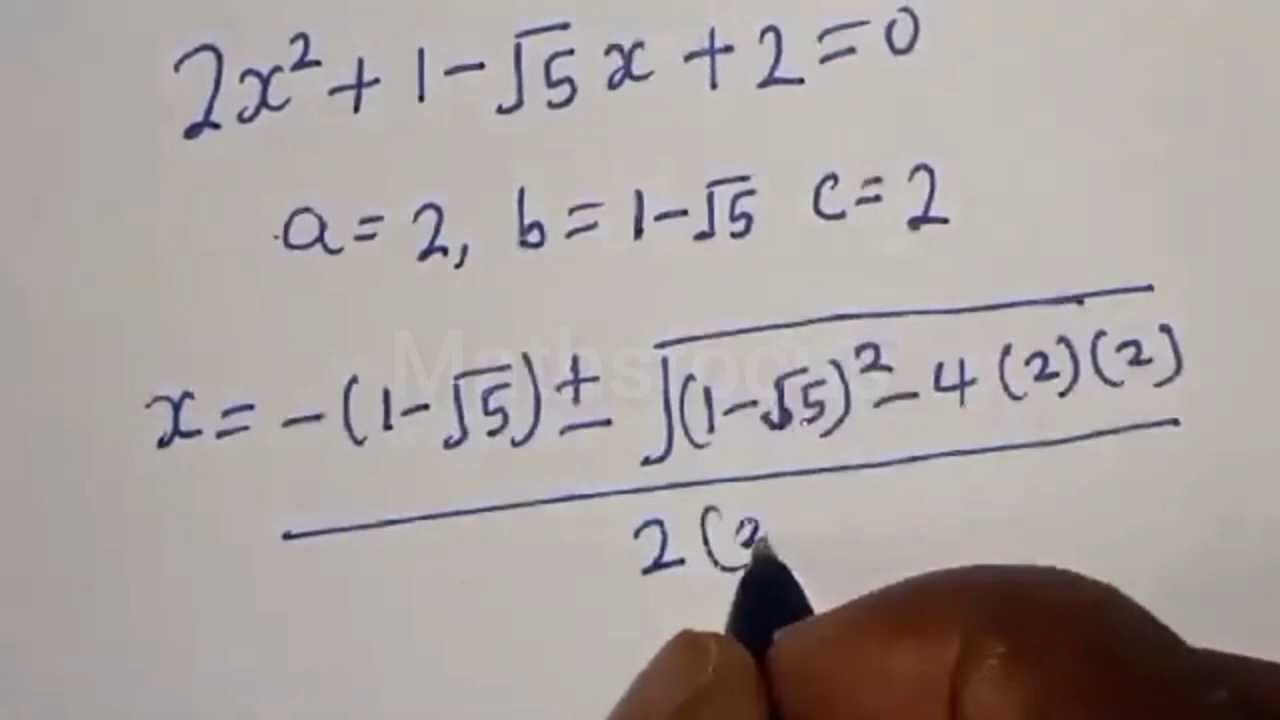 2x² + 1 - √5 x + 2 = 0
a = 2, b = 1 - √5 c = 2
x = -(1 - √5) ± √(1 - √5)² - 4 (2) (2)
2 (2